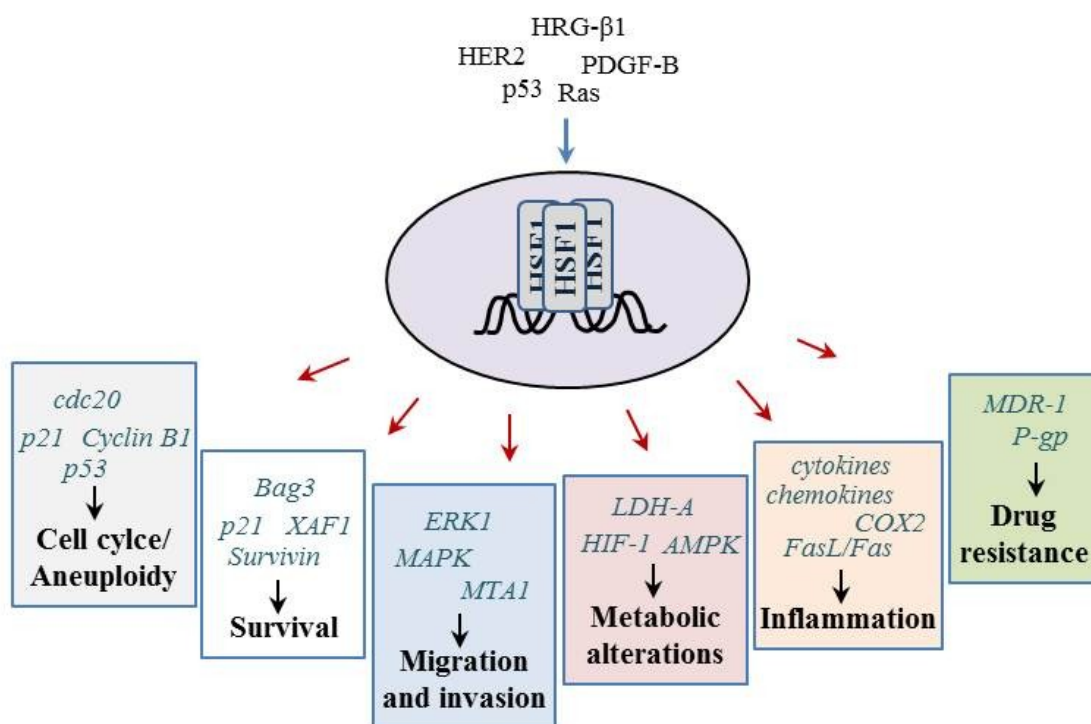 HRG-β1
HER2
PDGF-B
p53
Ras
HSF1
HSF1
HSF1
cdc20
p21 Cyclin B1
p53
Cell cylce/
Aneuploidy
Bag3
p21 XAF1
Survivin
Survival
ERK1
MAPK
MTA1
Migration
and invasion
LDH-A
HIF-1 AMPK
Metabolic
alterations
cytokines
chemokines
COX2
FasL/Fas
Inflammation
MDR-1
P-gp
Drug
resistance